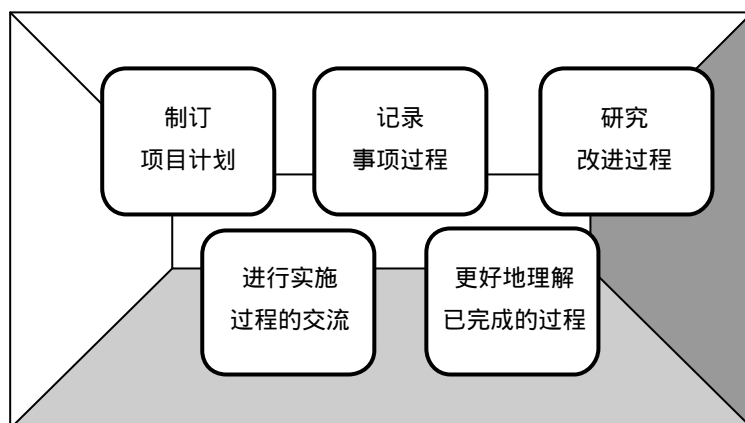 制订
项目计划
记录
事项过程
研究
改进过程
进行实施
过程的交流
更好地理解
已完成的过程